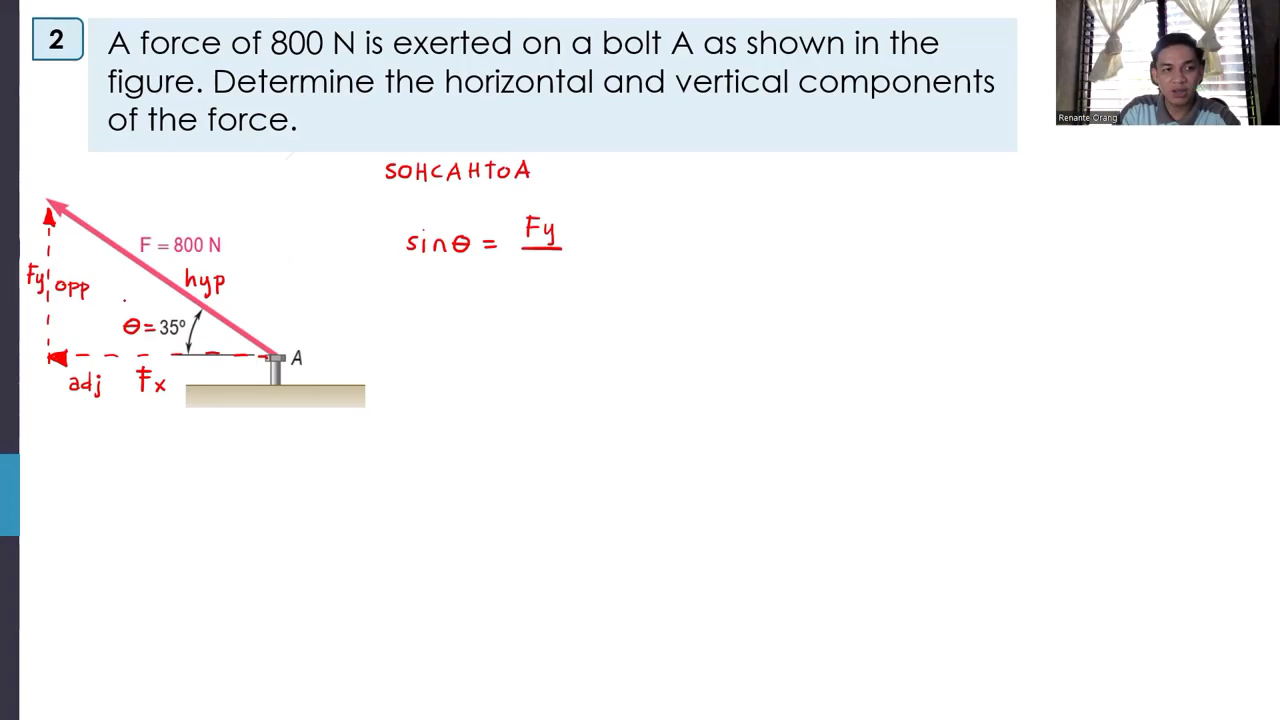 2
A force of 800 N is exerted on a bolt A as shown in the
figure. Determine the horizontal and vertical components
of the force.
Renante Orang
SOHCAHTOA
sinθ = Fy
F = 800 N
hyp
Fy opp
θ = 35º
A
adj Fx